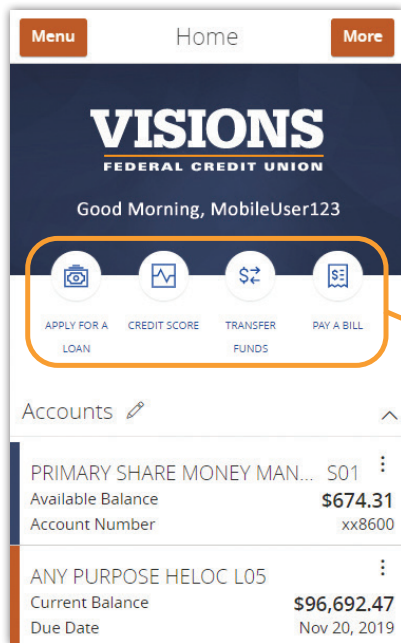 Menu Home More
VISIONS
FEDERAL CREDIT UNION
Good Morning, MobileUser123
APPLY FOR A LOAN
CREDIT SCORE
TRANSFER FUNDS
PAY A BILL
Accounts
PRIMARY SHARE MONEY MAN... S01
Available Balance $674.31
Account Number xx8600
ANY PURPOSE HELOC L05
Current Balance $96,692.47
Due Date Nov 20, 2019